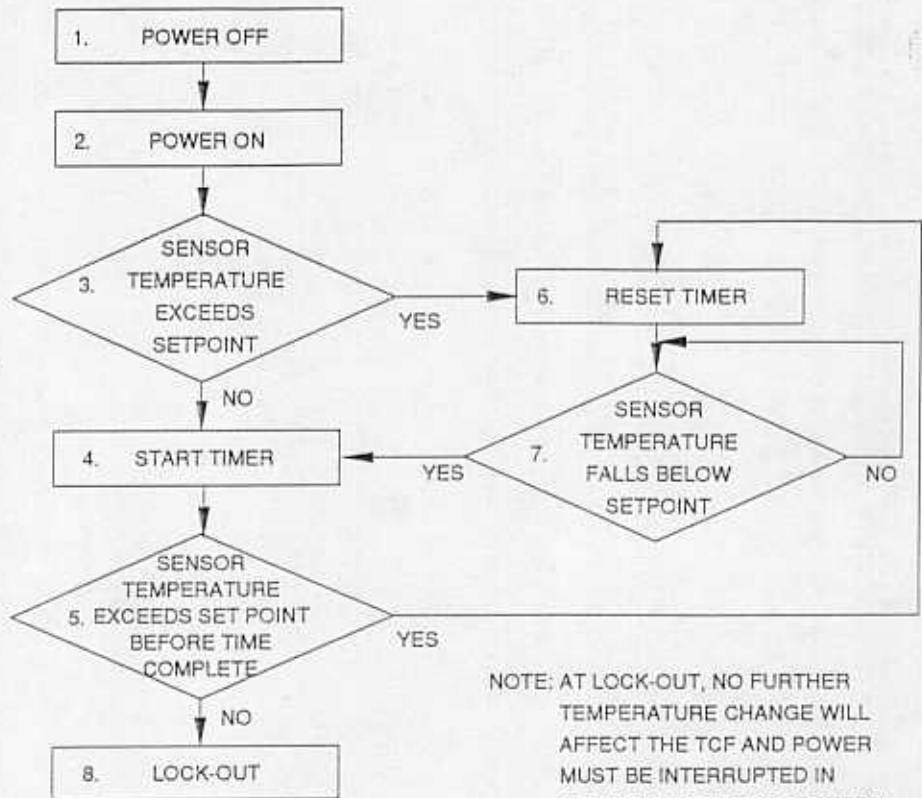 1. POWER OFF
2. POWER ON
3. SENSOR
TEMPERATURE
EXCEEDS
SETPOINT
YES
NO
6. RESET TIMER
4. START TIMER
7. SENSOR
TEMPERATURE
FALLS BELOW
SETPOINT
YES
NO
SENSOR
TEMPERATURE
5. EXCEEDS SET POINT
BEFORE TIME
COMPLETE
YES
NO
8. LOCK-OUT
NOTE: AT LOCK-OUT, NO FURTHER
TEMPERATURE CHANGE WILL
AFFECT THE TCF AND POWER
MUST BE INTERRUPTED IN